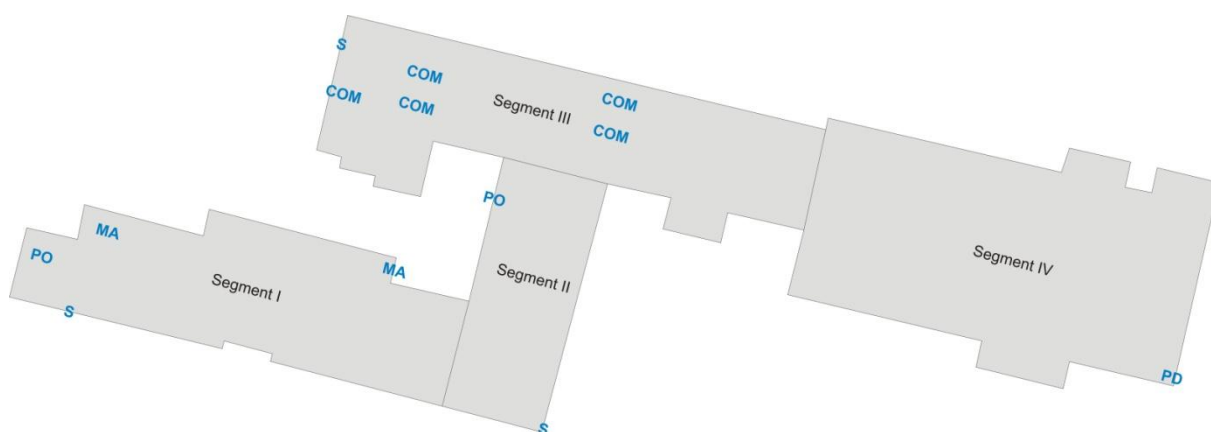 S
COM
COM
COM
Segment III
COM
COM
PO
MA
PO
Segment I
MA
S
Segment II
S
Segment IV
PD